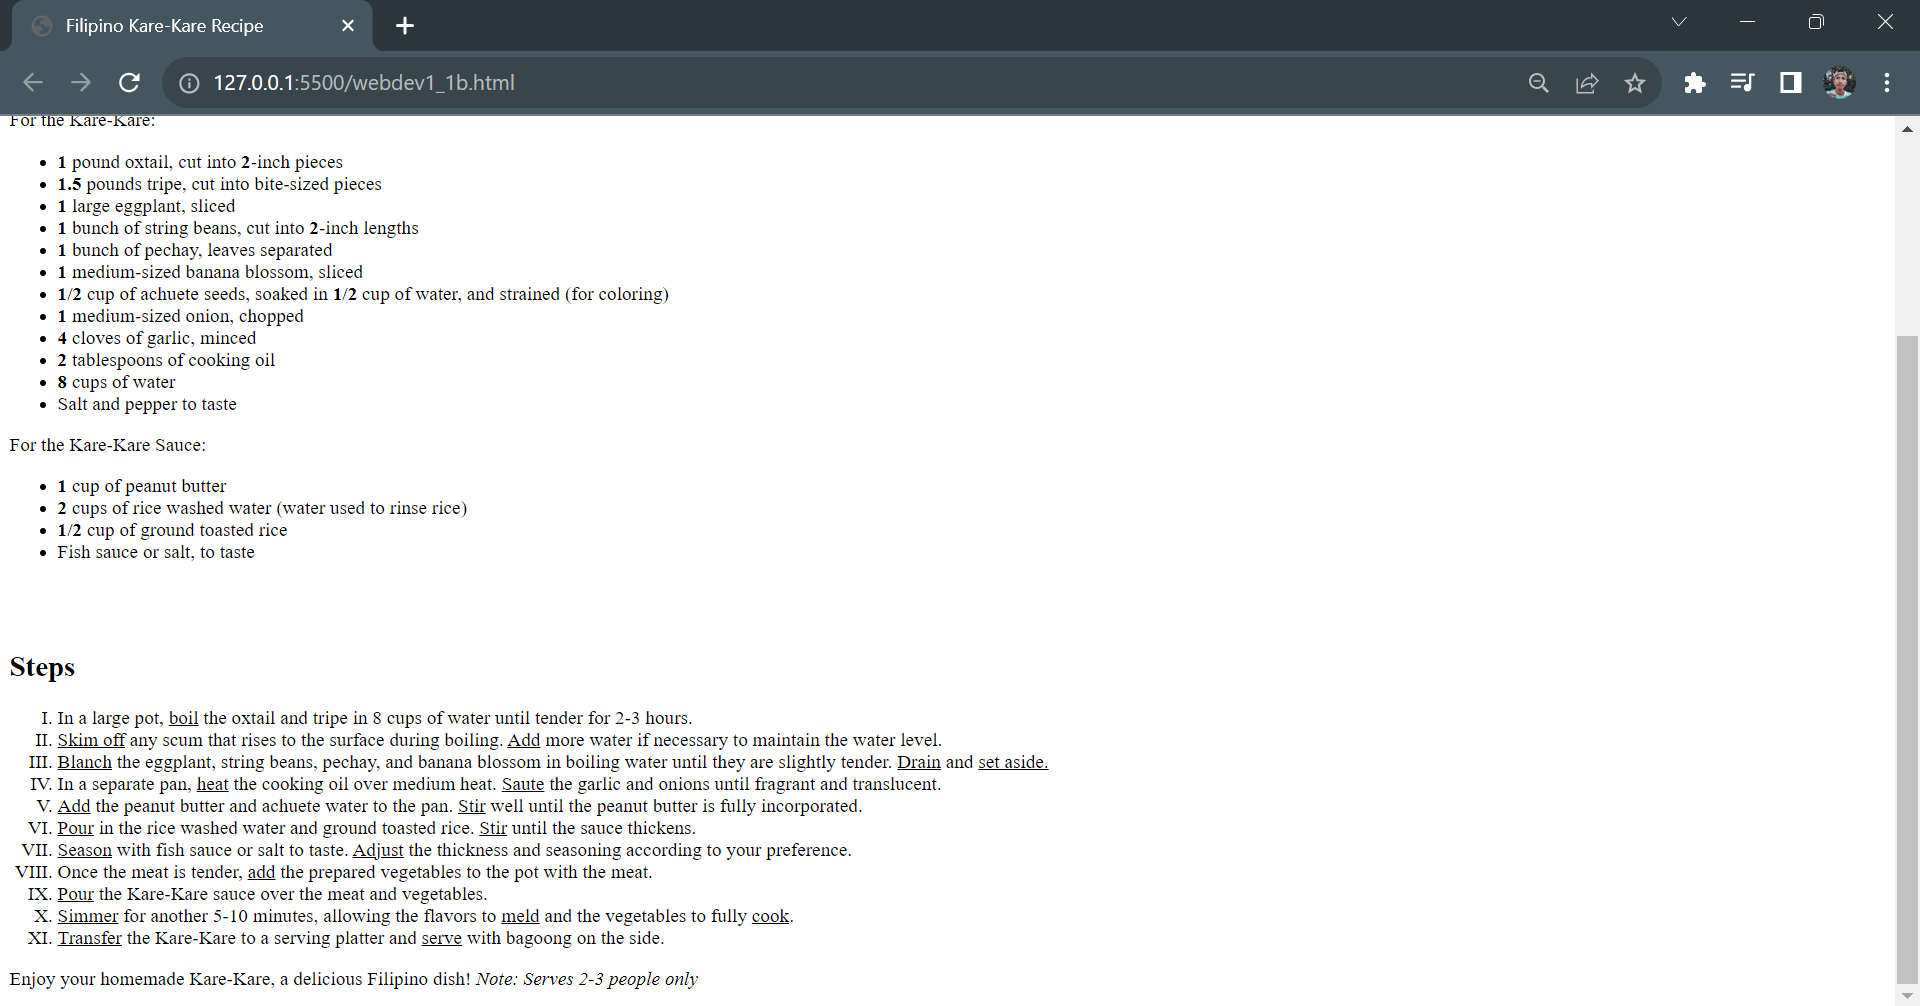 Filipino Kare-Kare Recipe
127.0.0.1:5500/webdev1_1b.html
For the Kare-Kare:
1 pound oxtail, cut into 2-inch pieces
1.5 pounds tripe, cut into bite-sized pieces
1 large eggplant, sliced
1 bunch of string beans, cut into 2-inch lengths
1 bunch of pechay, leaves separated
1 medium-sized banana blossom, sliced
1/2 cup of achuete seeds, soaked in 1/2 cup of water, and strained (for coloring)
1 medium-sized onion, chopped
4 cloves of garlic, minced
2 tablespoons of cooking oil
8 cups of water
Salt and pepper to taste
For the Kare-Kare Sauce:
1 cup of peanut butter
2 cups of rice washed water (water used to rinse rice)
1/2 cup of ground toasted rice
Fish sauce or salt, to taste
Steps
I. In a large pot, boil the oxtail and tripe in 8 cups of water until tender for 2-3 hours.
II. Skim off any scum that rises to the surface during boiling. Add more water if necessary to maintain the water level.
III. Blanch the eggplant, string beans, pechay, and banana blossom in boiling water until they are slightly tender. Drain and set aside.
IV. In a separate pan, heat the cooking oil over medium heat. Saute the garlic and onions until fragrant and translucent.
V. Add the peanut butter and achuete water to the pan. Stir well until the peanut butter is fully incorporated.
VI. Pour in the rice washed water and ground toasted rice. Stir until the sauce thickens.
VII. Season with fish sauce or salt to taste. Adjust the thickness and seasoning according to your preference.
VIII. Once the meat is tender, add the prepared vegetables to the pot with the meat.
IX. Pour the Kare-Kare sauce over the meat and vegetables.
X. Simmer for another 5-10 minutes, allowing the flavors to meld and the vegetables to fully cook.
XI. Transfer the Kare-Kare to a serving platter and serve with bagoong on the side.
Enjoy your homemade Kare-Kare, a delicious Filipino dish! Note: Serves 2-3 people only